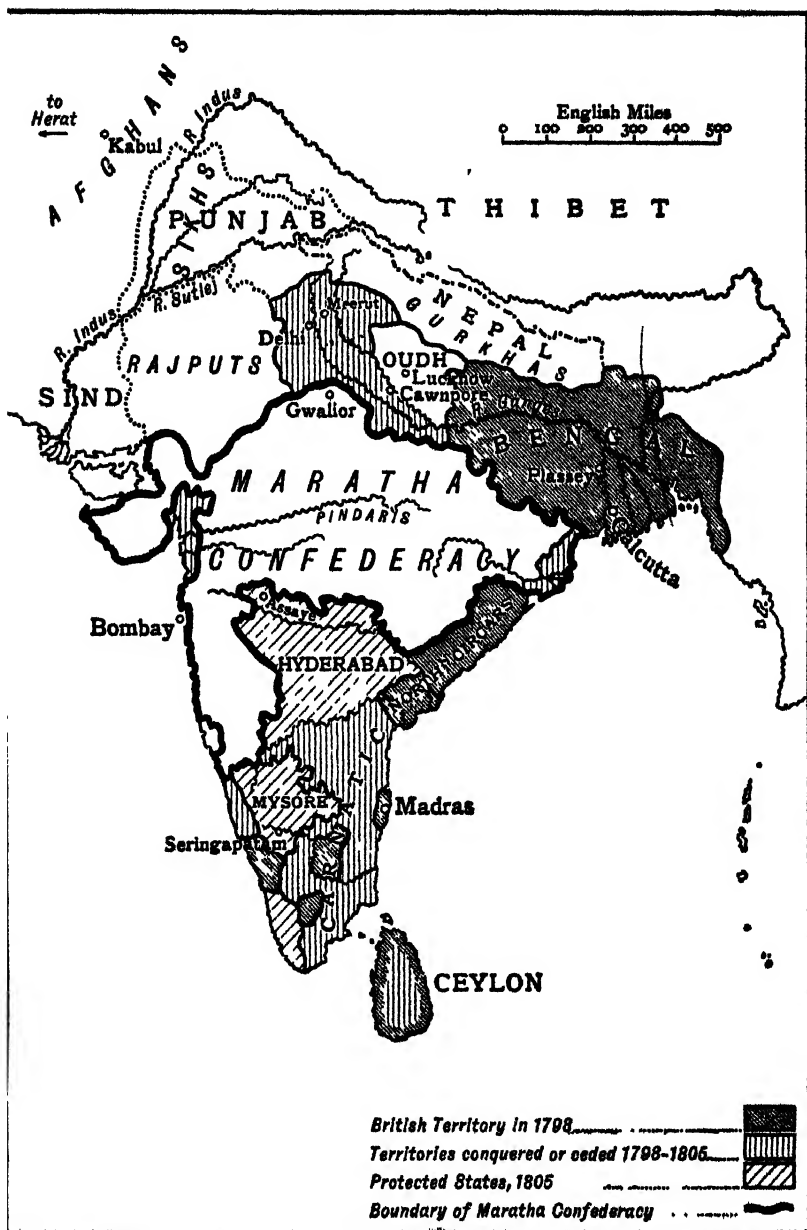 to
Herat
AFGHANS
Kabul
R. Indus
English Miles
0 100 200 300 400 500
THIBET
PUNJAB
SIKHS
R. Indus
R. Sutlej
NEPAL
GURKHAS
Meerut
Delhi
RAJPUTS
OUDH
Lucknow
Cawnpore
SIND
Gwalior
R. Ganges
BENGAL
MARATHA
Plassey
PINDARIS
CONFEDERACY
Calcutta
Assaye
Bombay
HYDERABAD
CARNATIC
MYSORE
Madras
Seringapatam
CEYLON
British Territory in 1798
Territories conquered or ceded 1798-1805
Protected States, 1805
Boundary of Maratha Confederacy